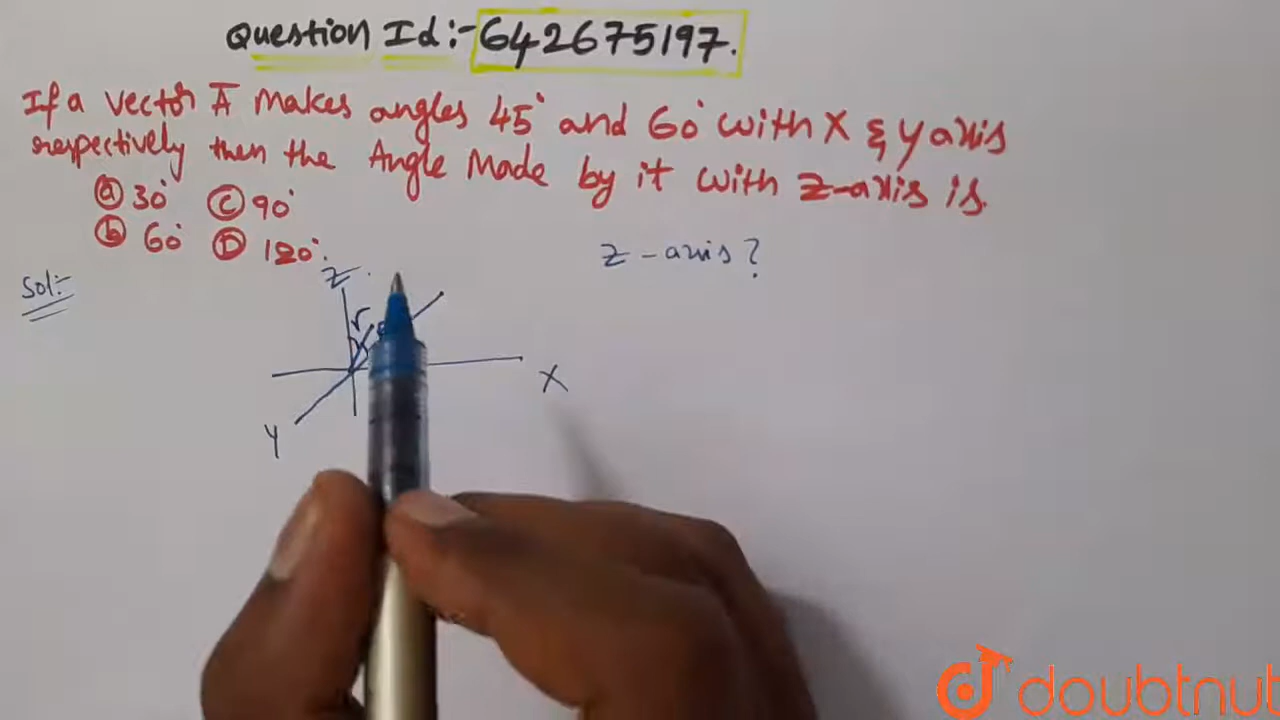 Question Id:- 642675197.
If a vector A̅ Makes angles 45° and 60° with X & y axis
respectively then the Angle Made by it with z-axis is.
ⓐ 30° ⓒ 90°
ⓑ 60° Ⓓ 120°.
Sol:-
z-axis?
Z
r
X
Y
doubtnut